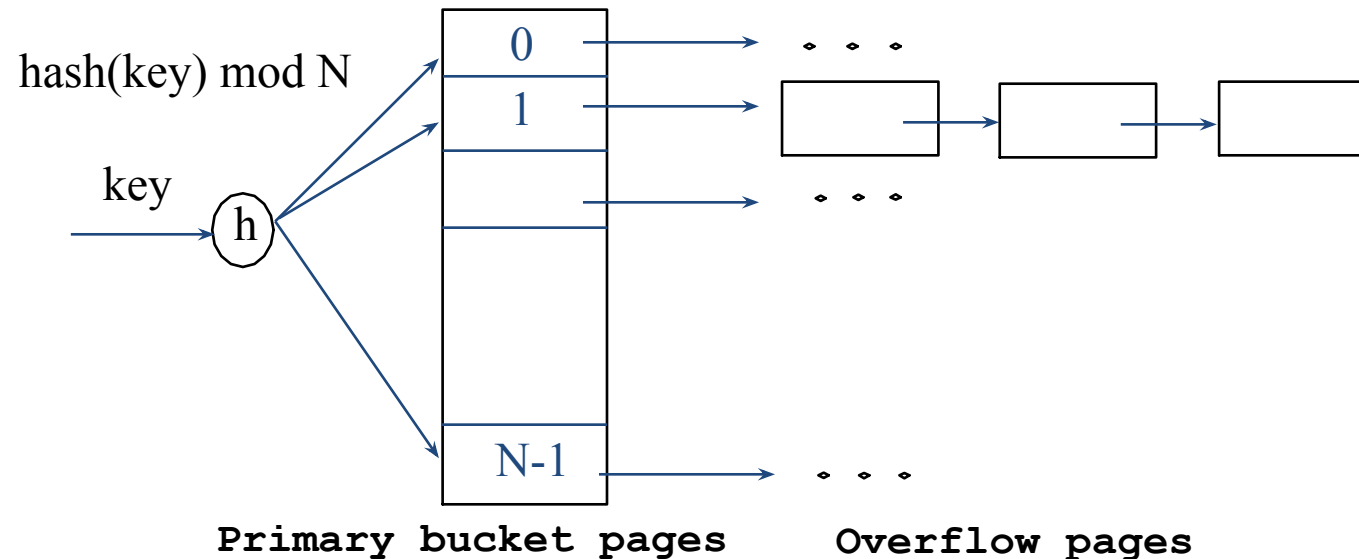 hash(key) mod N
key
h
0
1
N-1
Primary bucket pages
Overflow pages